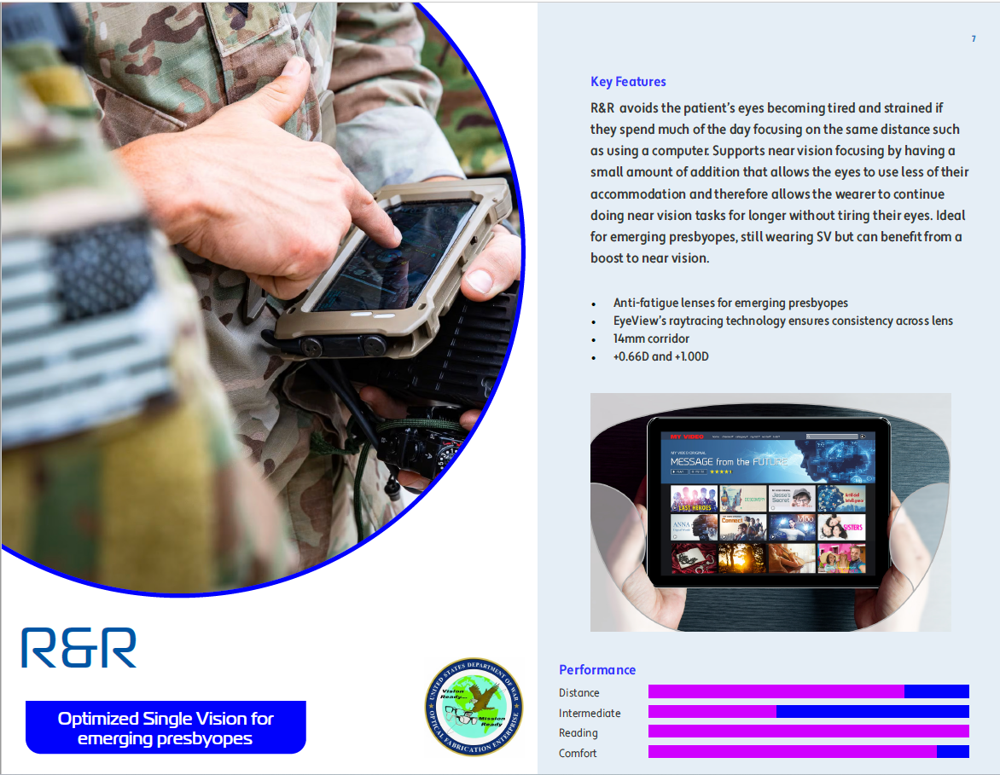 7
Key Features
R&R avoids the patient's eyes becoming tired and strained if
they spend much of the day focusing on the same distance such
as using a computer. Supports near vision focusing by having a
small amount of addition that allows the eyes to use less of their
accommodation and therefore allows the wearer to continue
doing near vision tasks for longer without tiring their eyes. Ideal
for emerging presbyopes, still wearing SV but can benefit from a
boost to near vision.
• Anti-fatigue lenses for emerging presbyopes
• EyeView's raytracing technology ensures consistency across lens
• 14mm corridor
• +0.66D and +1.00D
MY VIDEO
MY VIDEO ORIGINAL
MESSAGE from the FUTURE
PLAY
LAST HEROES
Jesse's
Secret
ANNA
Connect
Moo
SISTERS
R&R
Optimized Single Vision for
emerging presbyopes
UNITED STATES DEPARTMENT OF WAR
Vision
Ready...
Mission
Ready
OPTICAL FABRICATION ENTERPRISE
Performance
Distance
Intermediate
Reading
Comfort